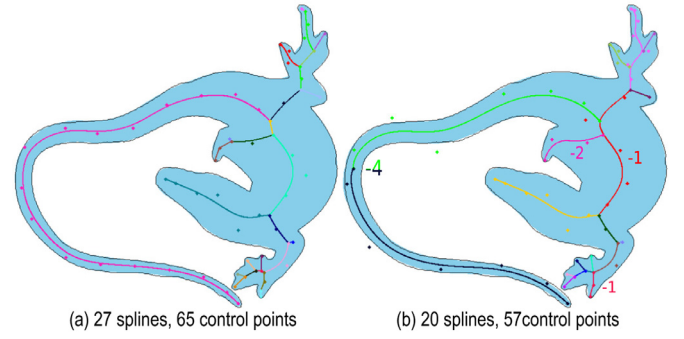 -2
-1
-4
-1
(a) 27 splines, 65 control points
(b) 20 splines, 57control points